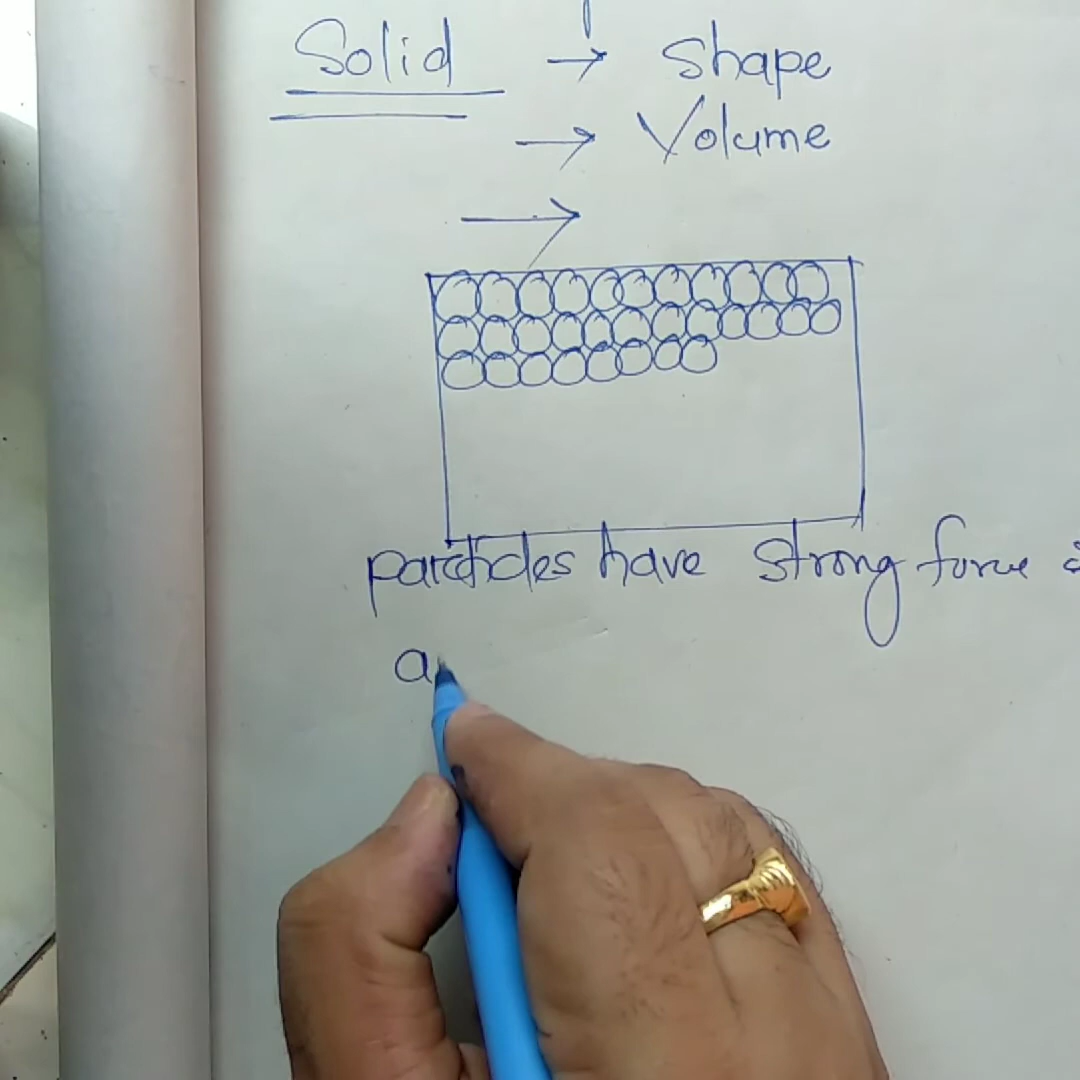 Solid → Shape
→ Volume
→
particles have strong force
a